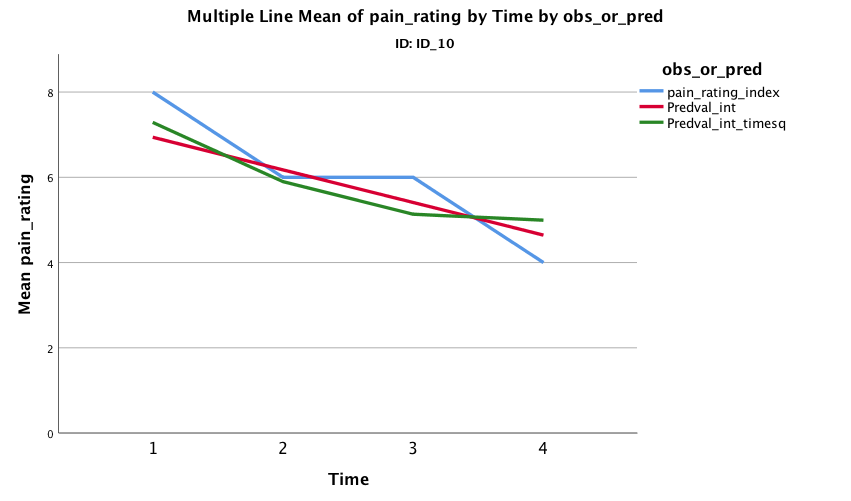 Multiple Line Mean of pain_rating by Time by obs_or_pred
ID: ID_10
obs_or_pred
pain_rating_index
Predval_int
Predval_int_timesq
Mean pain_rating
8
6
4
2
0
1 2 3 4
Time